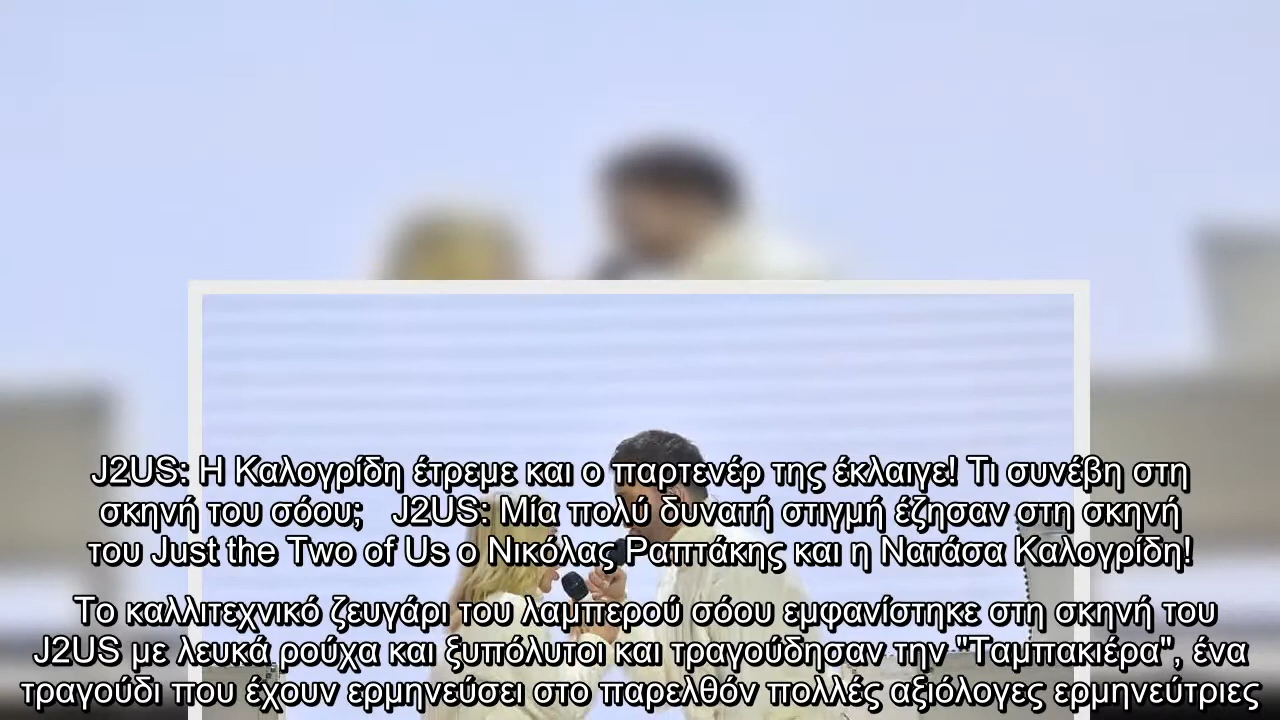 J2US: Η Καλογρίδη έτρεμε και ο παρτενέρ της έκλαιγε! Τι συνέβη στη
σκηνή του σόου; J2US: Μία πολύ δυνατή στιγμή έζησαν στη σκηνή
του Just the Two of Us ο Νικόλας Ραπτάκης και η Νατάσα Καλογρίδη!
Το καλλιτεχνικό ζευγάρι του λαμπερού σόου εμφανίστηκε στη σκηνή του
J2US με λευκά ρούχα και ξυπόλυτοι και τραγούδησαν την "Ταμπακιέρα", ένα
τραγούδι που έχουν ερμηνεύσει στο παρελθόν πολλές αξιόλογες ερμηνεύτριες